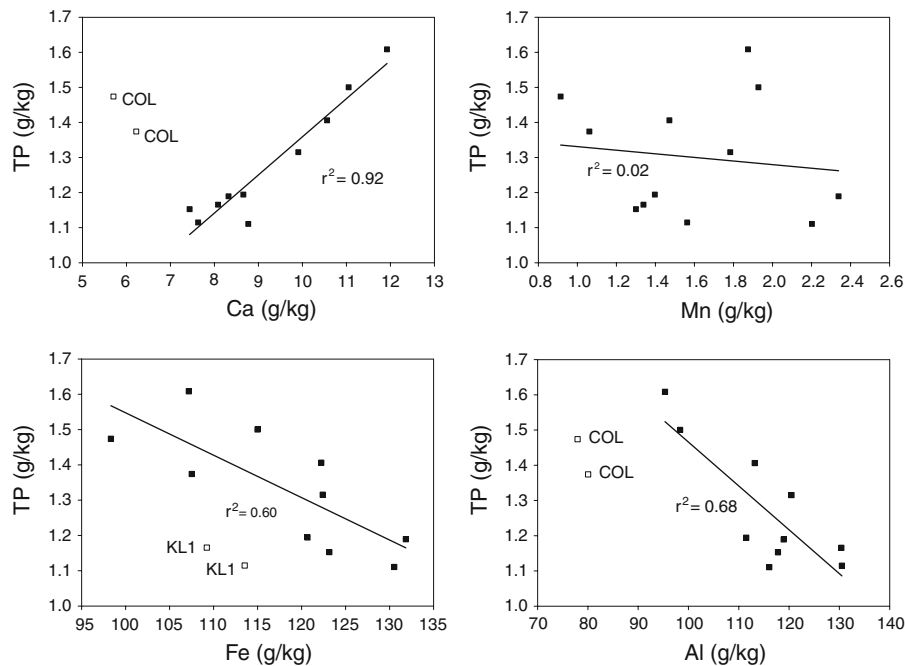 1.7
1.6
1.5
1.4
1.3
1.2
1.1
1.0
TP (g/kg)
COL
COL
r² = 0.92
5 6 7 8 9 10 11 12 13
Ca (g/kg)
1.7
1.6
1.5
1.4
1.3
1.2
1.1
1.0
TP (g/kg)
r² = 0.02
0.8 1.0 1.2 1.4 1.6 1.8 2.0 2.2 2.4 2.6
Mn (g/kg)
1.7
1.6
1.5
1.4
1.3
1.2
1.1
1.0
TP (g/kg)
r² = 0.60
KL1
KL1
95 100 105 110 115 120 125 130 135
Fe (g/kg)
1.7
1.6
1.5
1.4
1.3
1.2
1.1
1.0
TP (g/kg)
COL
COL
r² = 0.68
70 80 90 100 110 120 130 140
Al (g/kg)